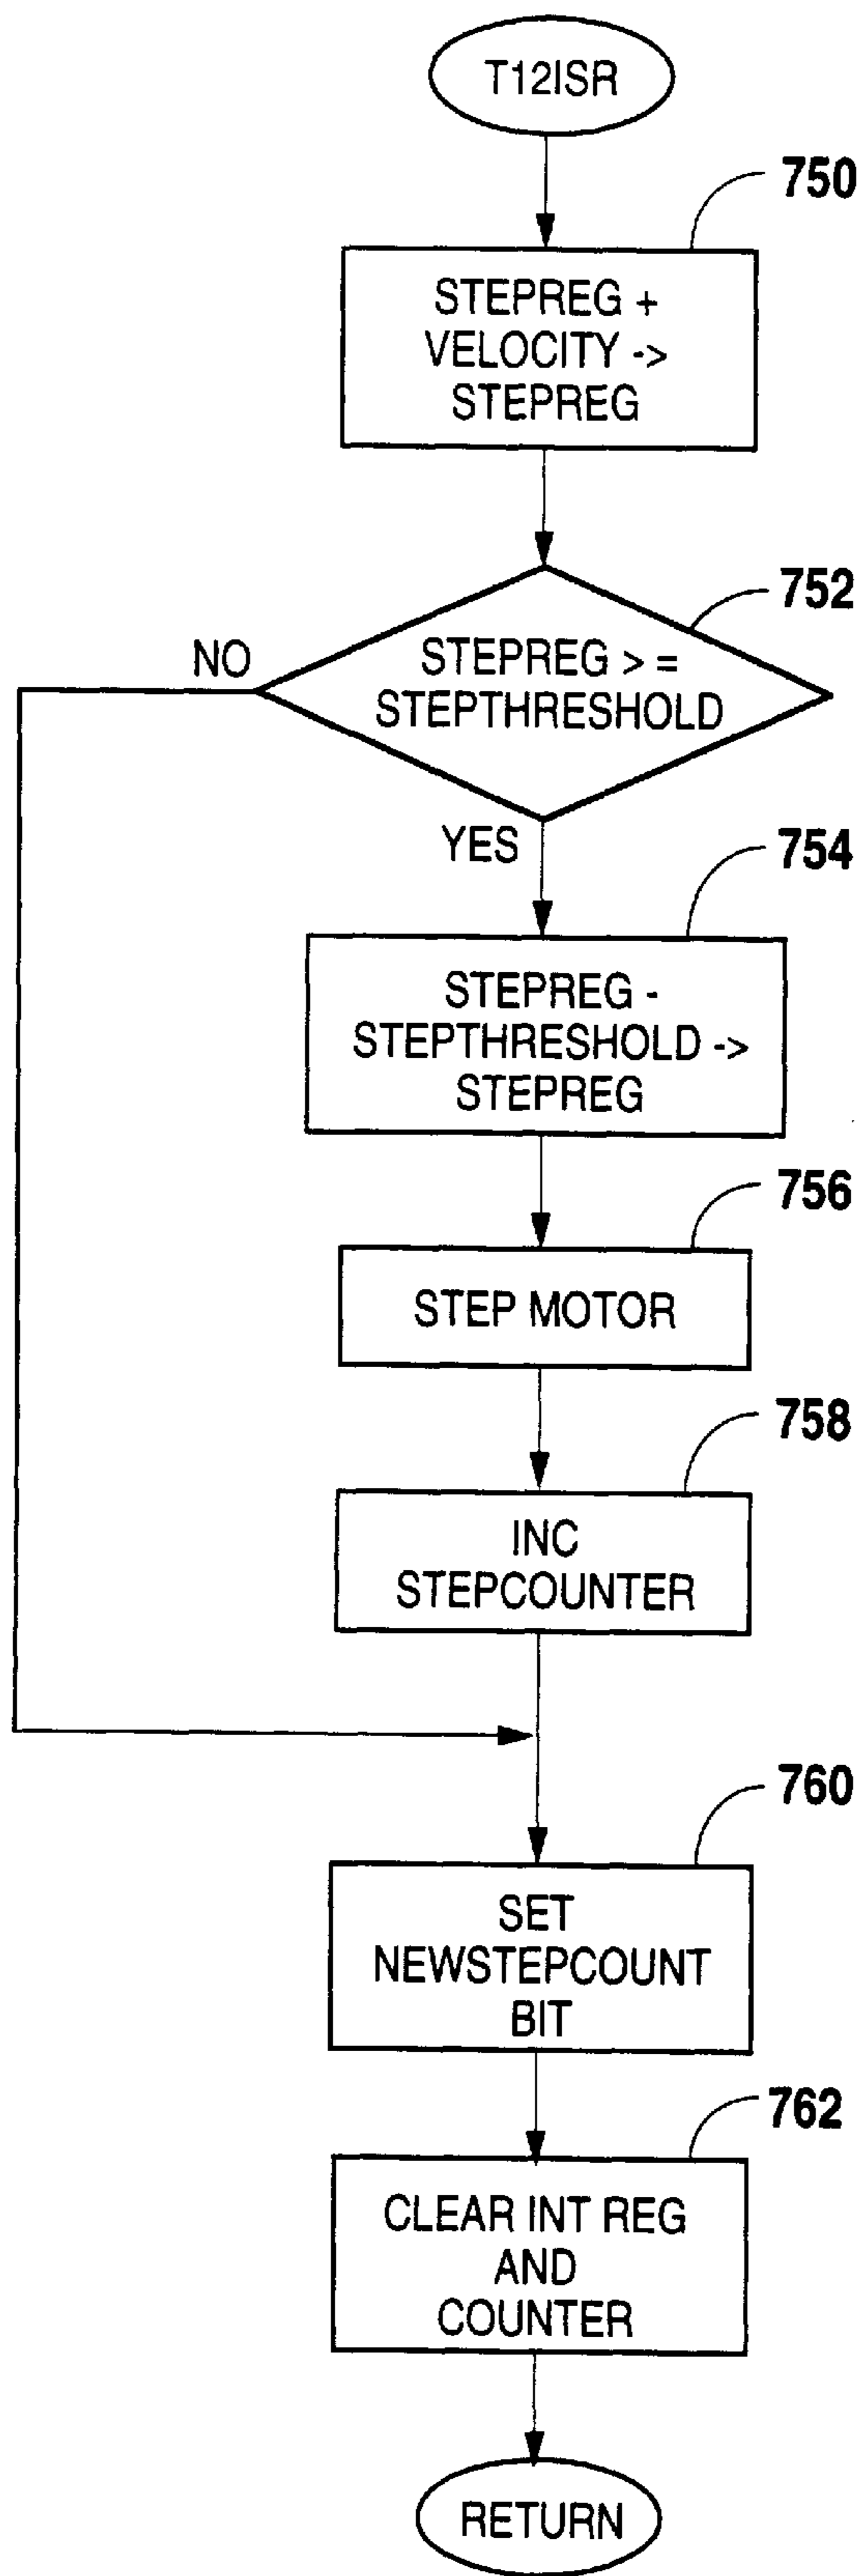 T12ISR
750
STEPREG +
VELOCITY ->
STEPREG
752
NO
STEPREG > =
STEPTHRESHOLD
YES
754
STEPREG -
STEPTHRESHOLD ->
STEPREG
756
STEP MOTOR
758
INC
STEPCOUNTER
760
SET
NEWSTEPCOUNT
BIT
762
CLEAR INT REG
AND
COUNTER
RETURN